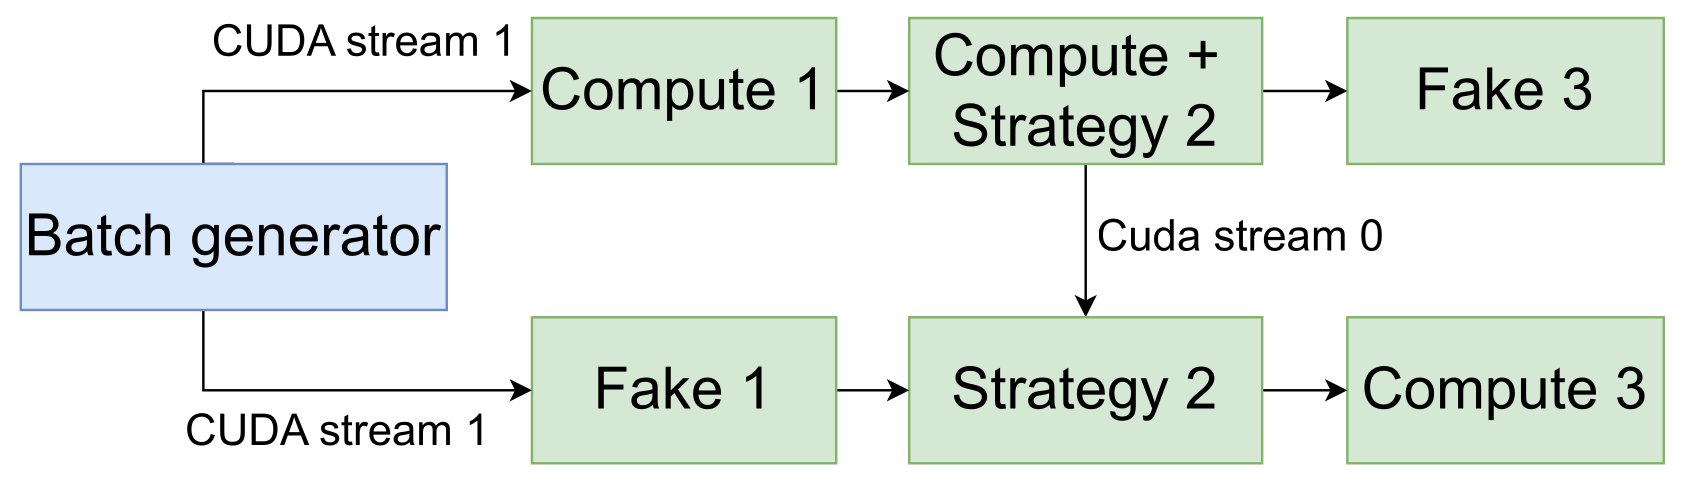 CUDA stream 1
Compute 1
Compute +
Strategy 2
Fake 3
Batch generator
Cuda stream 0
Fake 1
Strategy 2
Compute 3
CUDA stream 1